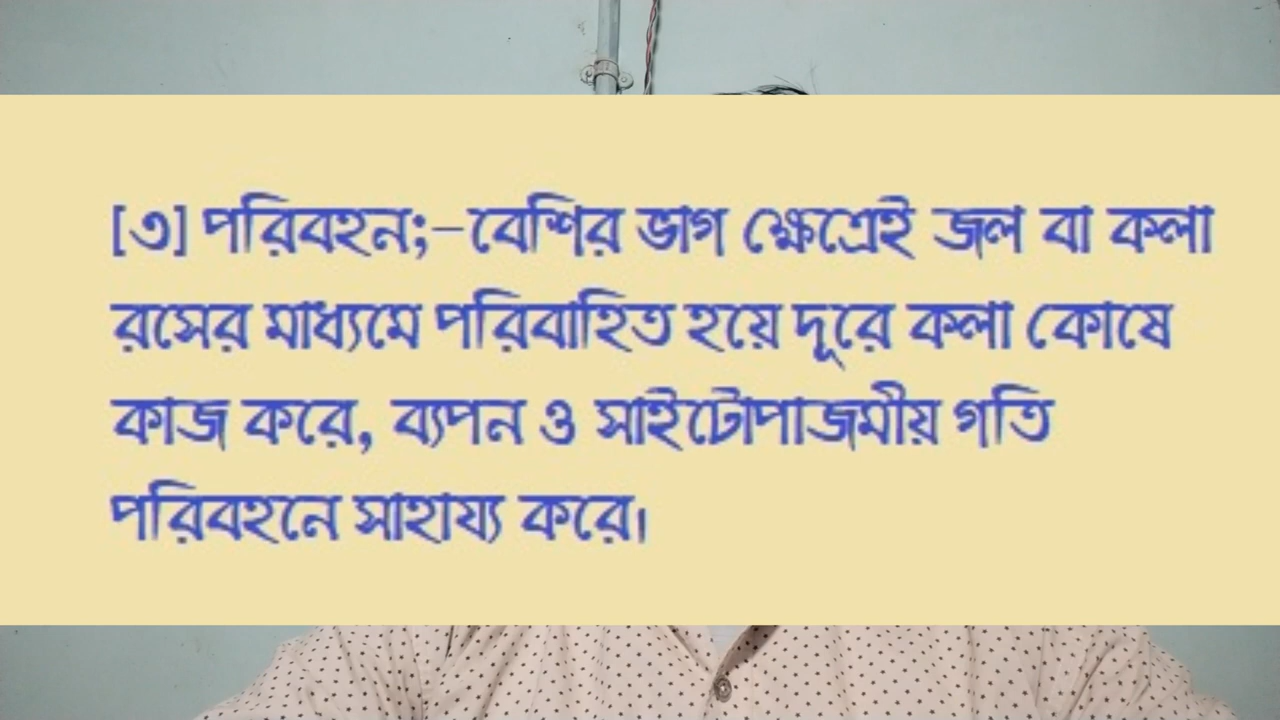 [৩] পরিবহন;-বেশির ভাগ ক্ষেত্রেই জল বা কলা
রসের মাধ্যমে পরিবাহিত হয়ে দূরে কলা কোষে
কাজ করে, ব্যপন ও সাইটোপাজমীয় গতি
পরিবহনে সাহায্য করে।